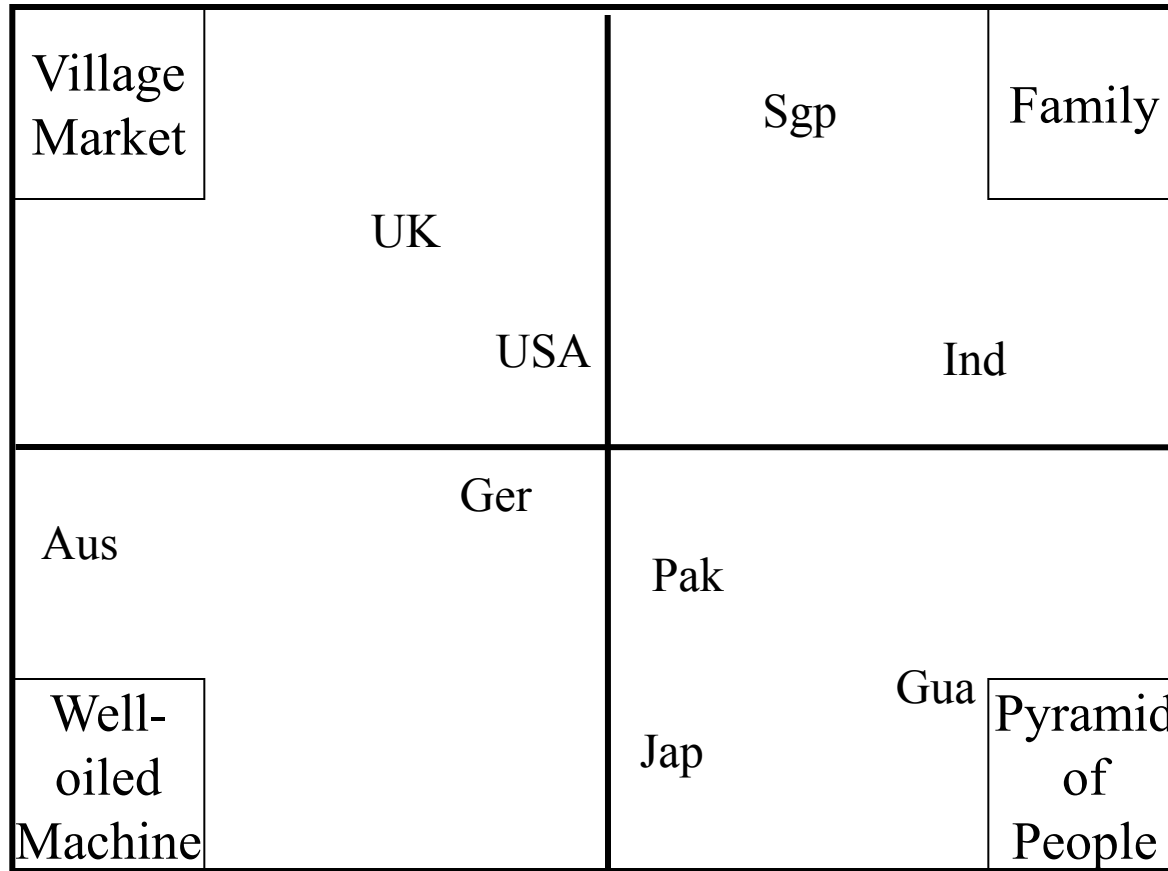 Village
Market
Sgp
Family
UK
USA
Ind
Ger
Aus
Pak
Gua
Jap
Well-
oiled
Machine
Pyramid
of
People